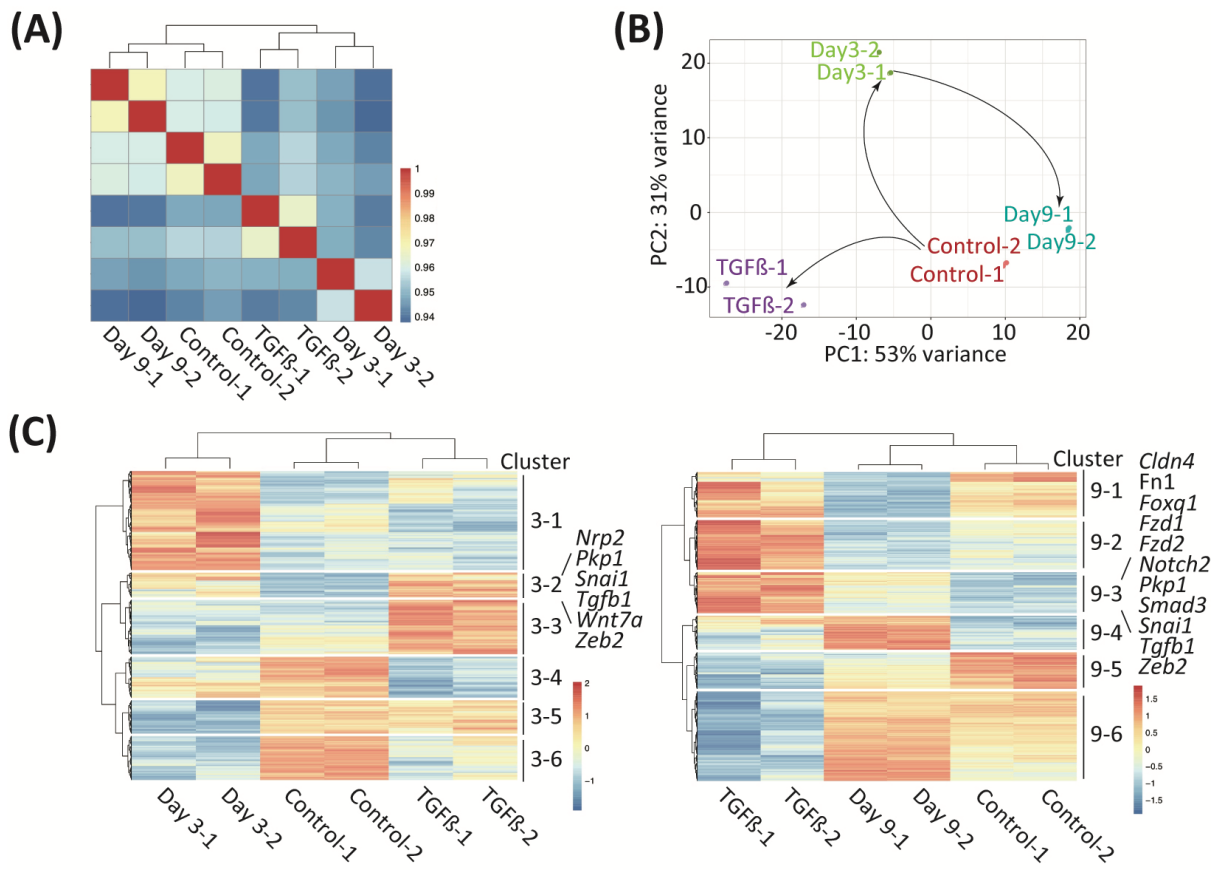 (A)
1
0.99
0.98
0.97
0.96
0.95
0.94
Day 9-1
Day 9-2
Control-1
Control-2
TGFß-1
TGFß-2
Day 3-1
Day 3-2
(B)
PC2: 31% variance
20
10
0
-10
Day3-2
Day3-1
Day9-1
Day9-2
Control-2
Control-1
TGFß-1
TGFß-2
-20
-10
0
10
20
PC1: 53% variance
(C)
Cluster
3-1
3-2
3-3
3-4
3-5
3-6
Nrp2
Pkp1
Snai1
Tgfb1
Wnt7a
Zeb2
2
1
0
-1
Day 3-1
Day 3-2
Control-1
Control-2
TGFß-1
TGFß-2
Cluster
9-1
9-2
9-3
9-4
9-5
9-6
Cldn4
Fn1
Foxq1
Fzd1
Fzd2
Notch2
Pkp1
Smad3
Snai1
Tgfb1
Zeb2
1.5
1
0.5
0
-0.5
-1
-1.5
TGFß-1
TGFß-2
Day 9-1
Day 9-2
Control-1
Control-2